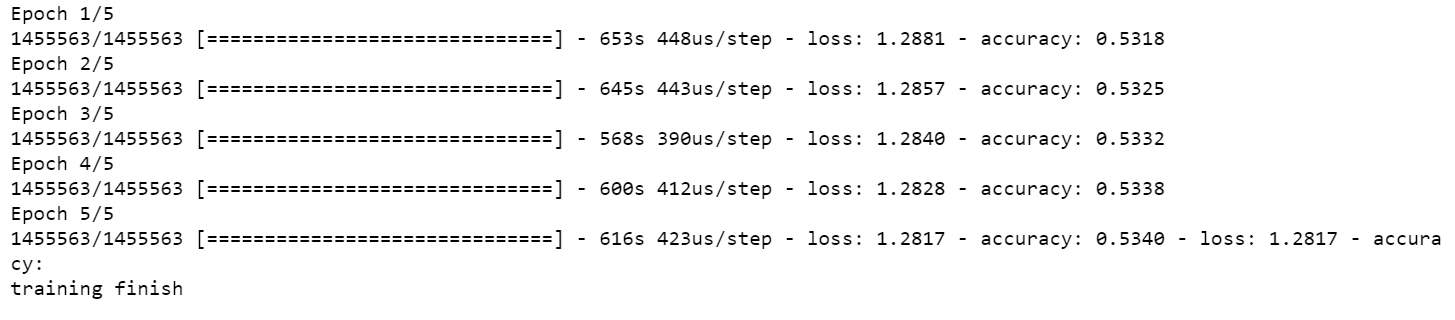 Epoch 1/5
1455563/1455563 [==============================] - 653s 448us/step - loss: 1.2881 - accuracy: 0.5318
Epoch 2/5
1455563/1455563 [==============================] - 645s 443us/step - loss: 1.2857 - accuracy: 0.5325
Epoch 3/5
1455563/1455563 [==============================] - 568s 390us/step - loss: 1.2840 - accuracy: 0.5332
Epoch 4/5
1455563/1455563 [==============================] - 600s 412us/step - loss: 1.2828 - accuracy: 0.5338
Epoch 5/5
1455563/1455563 [==============================] - 616s 423us/step - loss: 1.2817 - accuracy: 0.5340 - loss: 1.2817 - accura
cy:
training finish